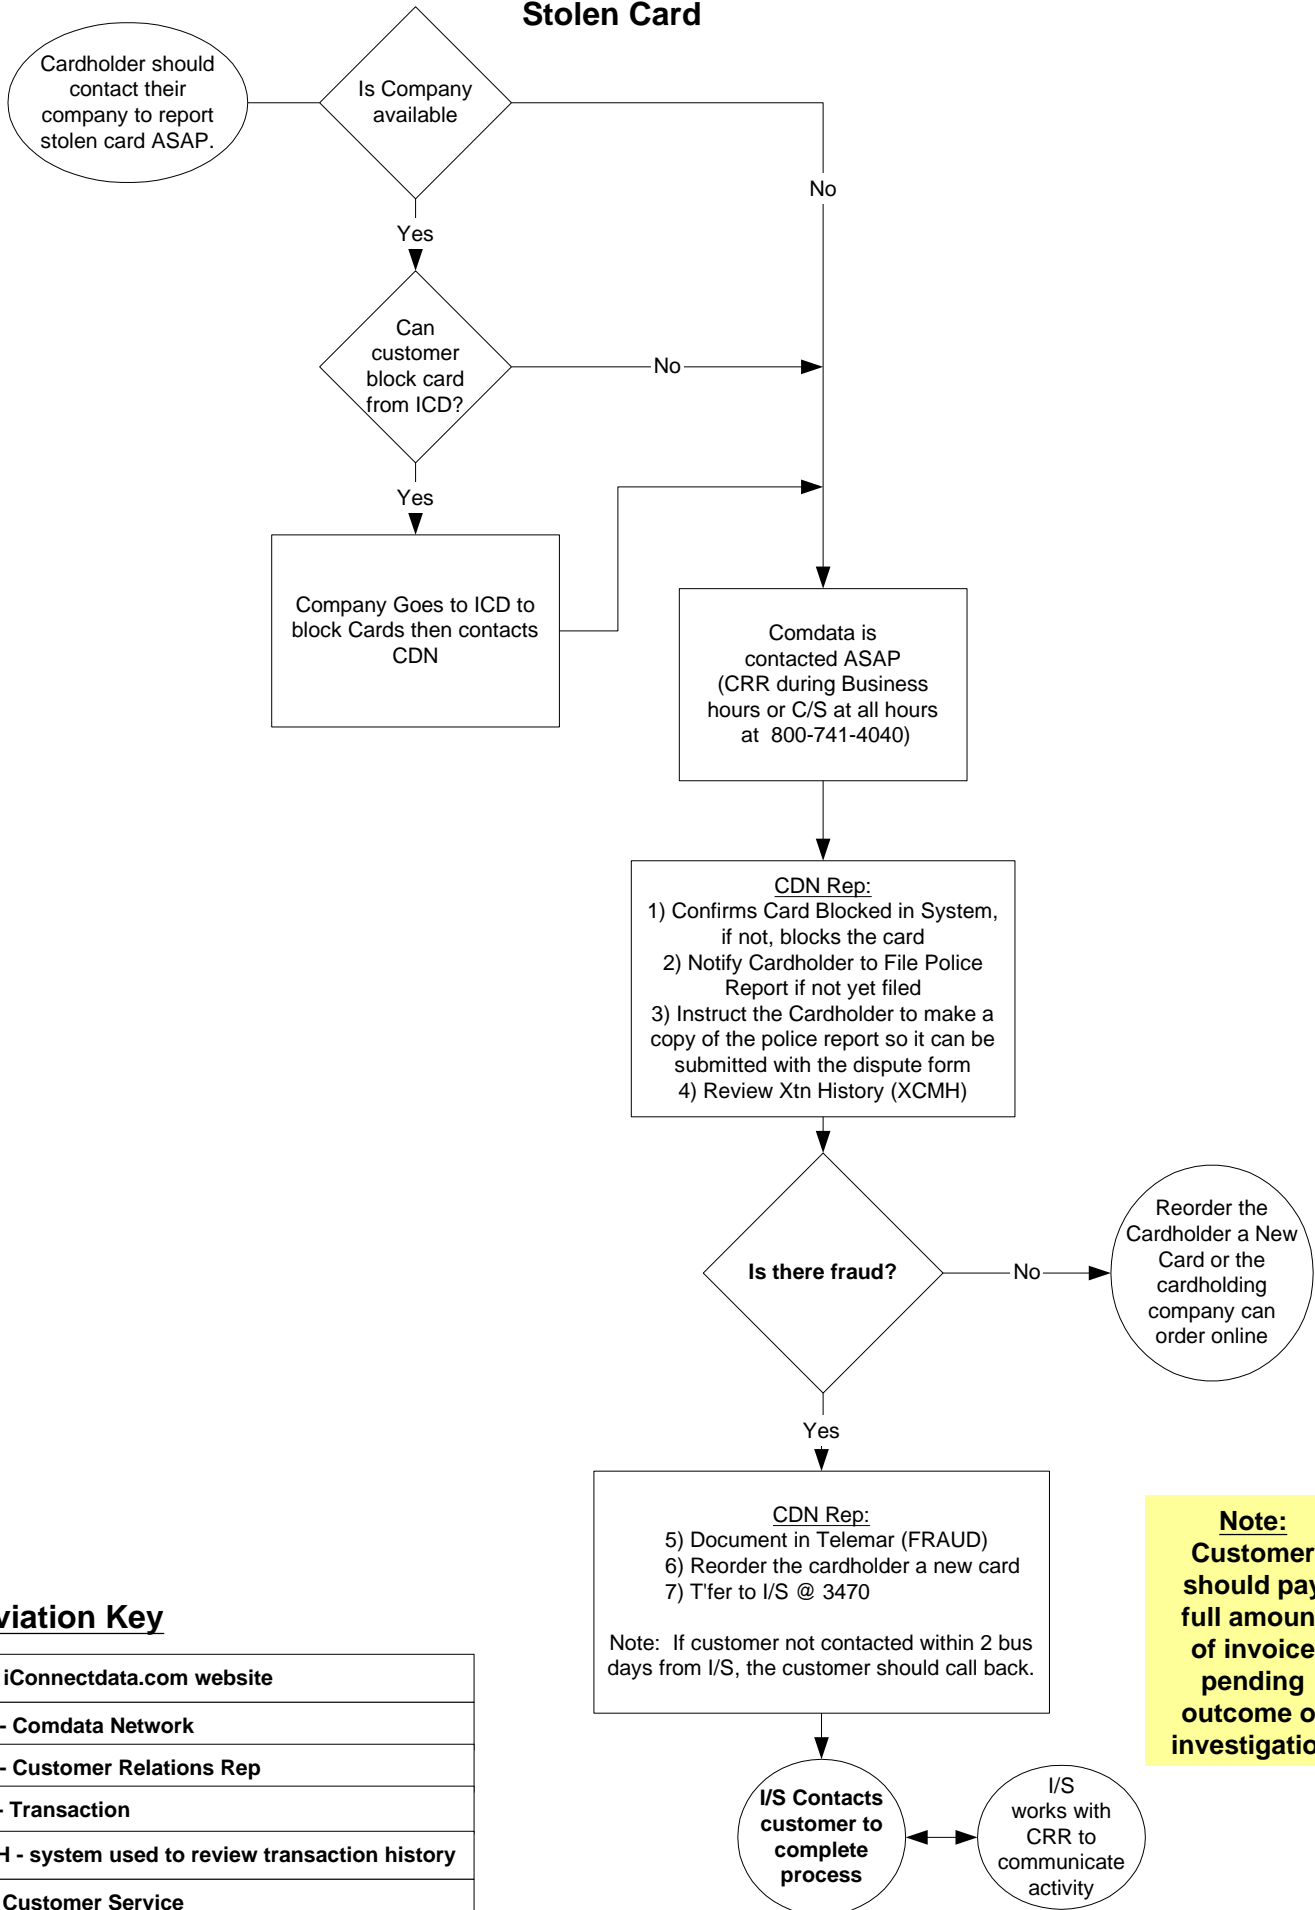 Stolen Card
Cardholder should
contact their
company to report
stolen card ASAP.
Is Company
available
No
Yes
Can
customer
block card
from ICD?
No
Yes
Company Goes to ICD to
block Cards then contacts
CDN
Comdata is
contacted ASAP
(CRR during Business
hours or C/S at all hours
at 800-741-4040)
CDN Rep:
1) Confirms Card Blocked in System,
if not, blocks the card
2) Notify Cardholder to File Police
Report if not yet filed
3) Instruct the Cardholder to make a
copy of the police report so it can be
submitted with the dispute form
4) Review Xtn History (XCMH)
Is there fraud?
No
Reorder the
Cardholder a New
Card or the
cardholding
company can
order online
Yes
CDN Rep:
5) Document in Telemar (FRAUD)
6) Reorder the cardholder a new card
7) T'fer to I/S @ 3470
Note: If customer not contacted within 2 bus
days from I/S, the customer should call back.
Note:
Customer
should pay
full amoun
of invoice
pending
outcome o
investigatio
viation Key
iConnectdata.com website
- Comdata Network
- Customer Relations Rep
- Transaction
H - system used to review transaction history
Customer Service
I/S Contacts
customer to
complete
process
I/S
works with
CRR to
communicate
activity